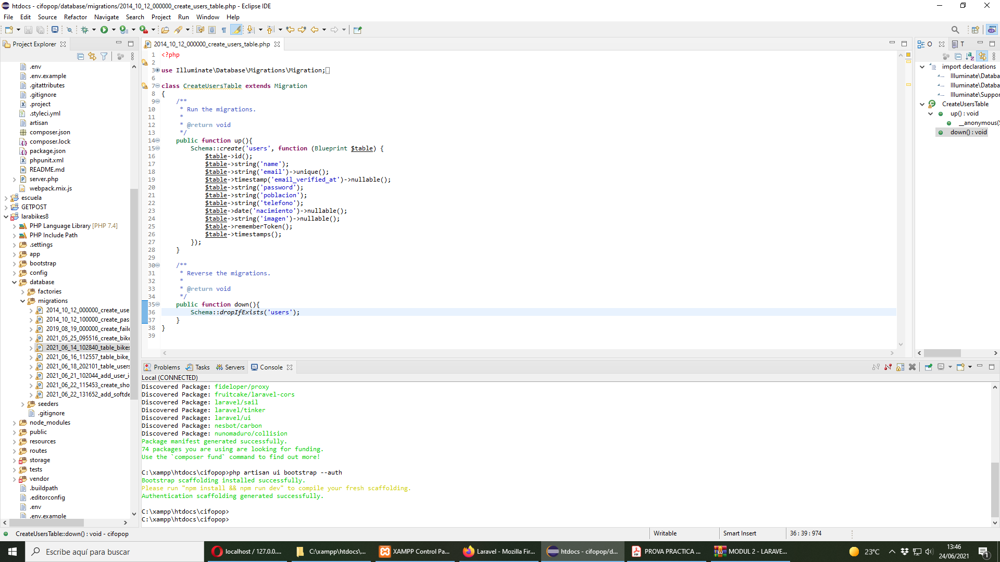 htdocs - cifopop/database/migrations/2014_10_12_000000_create_users_table.php - Eclipse IDE
File Edit Source Refactor Navigate Search Project Run Window Help
Project Explorer
.env
.env.example
.gitattributes
.gitignore
.project
.styleci.yml
artisan
composer.json
composer.lock
package.json
phpunit.xml
README.md
server.php
webpack.mix.js
escuela
GETPOST
larabikes8
PHP Language Library [PHP 7.4]
PHP Include Path
.settings
app
bootstrap
config
database
factories
migrations
2014_10_12_000000_create_use
2014_10_12_100000_create_pas
2019_08_19_000000_create_faile
2021_05_25_095516_create_bike
2021_06_14_102840_table_bikes
2021_06_16_112557_table_bike_
2021_06_18_202101_table_users
2021_06_21_102044_add_user_i
2021_06_22_115453_create_sho
2021_06_22_131652_add_softde
seeders
.gitignore
node_modules
public
resources
routes
storage
tests
vendor
.buildpath
.editorconfig
.env
.env.example
2014_10_12_000000_create_users_table.php
1 <?php
2
3 use Illuminate\Database\Migrations\Migration;
6
7 class CreateUsersTable extends Migration
8 {
9 /**
10 * Run the migrations.
11 *
12 * @return void
13 */
14 public function up(){
15 Schema::create('users', function (Blueprint $table) {
16 $table->id();
17 $table->string('name');
18 $table->string('email')->unique();
19 $table->timestamp('email_verified_at')->nullable();
20 $table->string('password');
21 $table->string('poblacion');
22 $table->string('telefono');
23 $table->date('nacimiento')->nullable();
24 $table->string('imagen')->nullable();
25 $table->rememberToken();
26 $table->timestamps();
27 });
28 }
29
30 /**
31 * Reverse the migrations.
32 *
33 * @return void
34 */
35 public function down(){
36 Schema::dropIfExists('users');
37 }
38 }
39
O T
import declarations
Illuminate\Databa
Illuminate\Databa
Illuminate\Suppor
CreateUsersTable
up() : void
__anonymous(S
down() : void
Problems Tasks Servers Console
Local (CONNECTED)
Discovered Package: fideloper/proxy
Discovered Package: fruitcake/laravel-cors
Discovered Package: laravel/sail
Discovered Package: laravel/tinker
Discovered Package: laravel/ui
Discovered Package: nesbot/carbon
Discovered Package: nunomaduro/collision
Package manifest generated successfully.
74 packages you are using are looking for funding.
Use the `composer fund` command to find out more!
C:\xampp\htdocs\cifopop>php artisan ui bootstrap --auth
Bootstrap scaffolding installed successfully.
Please run "npm install && npm run dev" to compile your fresh scaffolding.
Authentication scaffolding generated successfully.
C:\xampp\htdocs\cifopop>
C:\xampp\htdocs\cifopop>
CreateUsersTable::down() : void - cifopop
Writable Smart Insert 36 : 39 : 974
Escribe aquí para buscar
localhost / 127.0.0....
C:\xampp\htdocs\...
XAMPP Control Pa...
Laravel - Mozilla Fir...
htdocs - cifopop/d...
PROVA PRACTICA ...
MODUL 2 - LARAVE...
23°C
13:46
24/06/2021
1